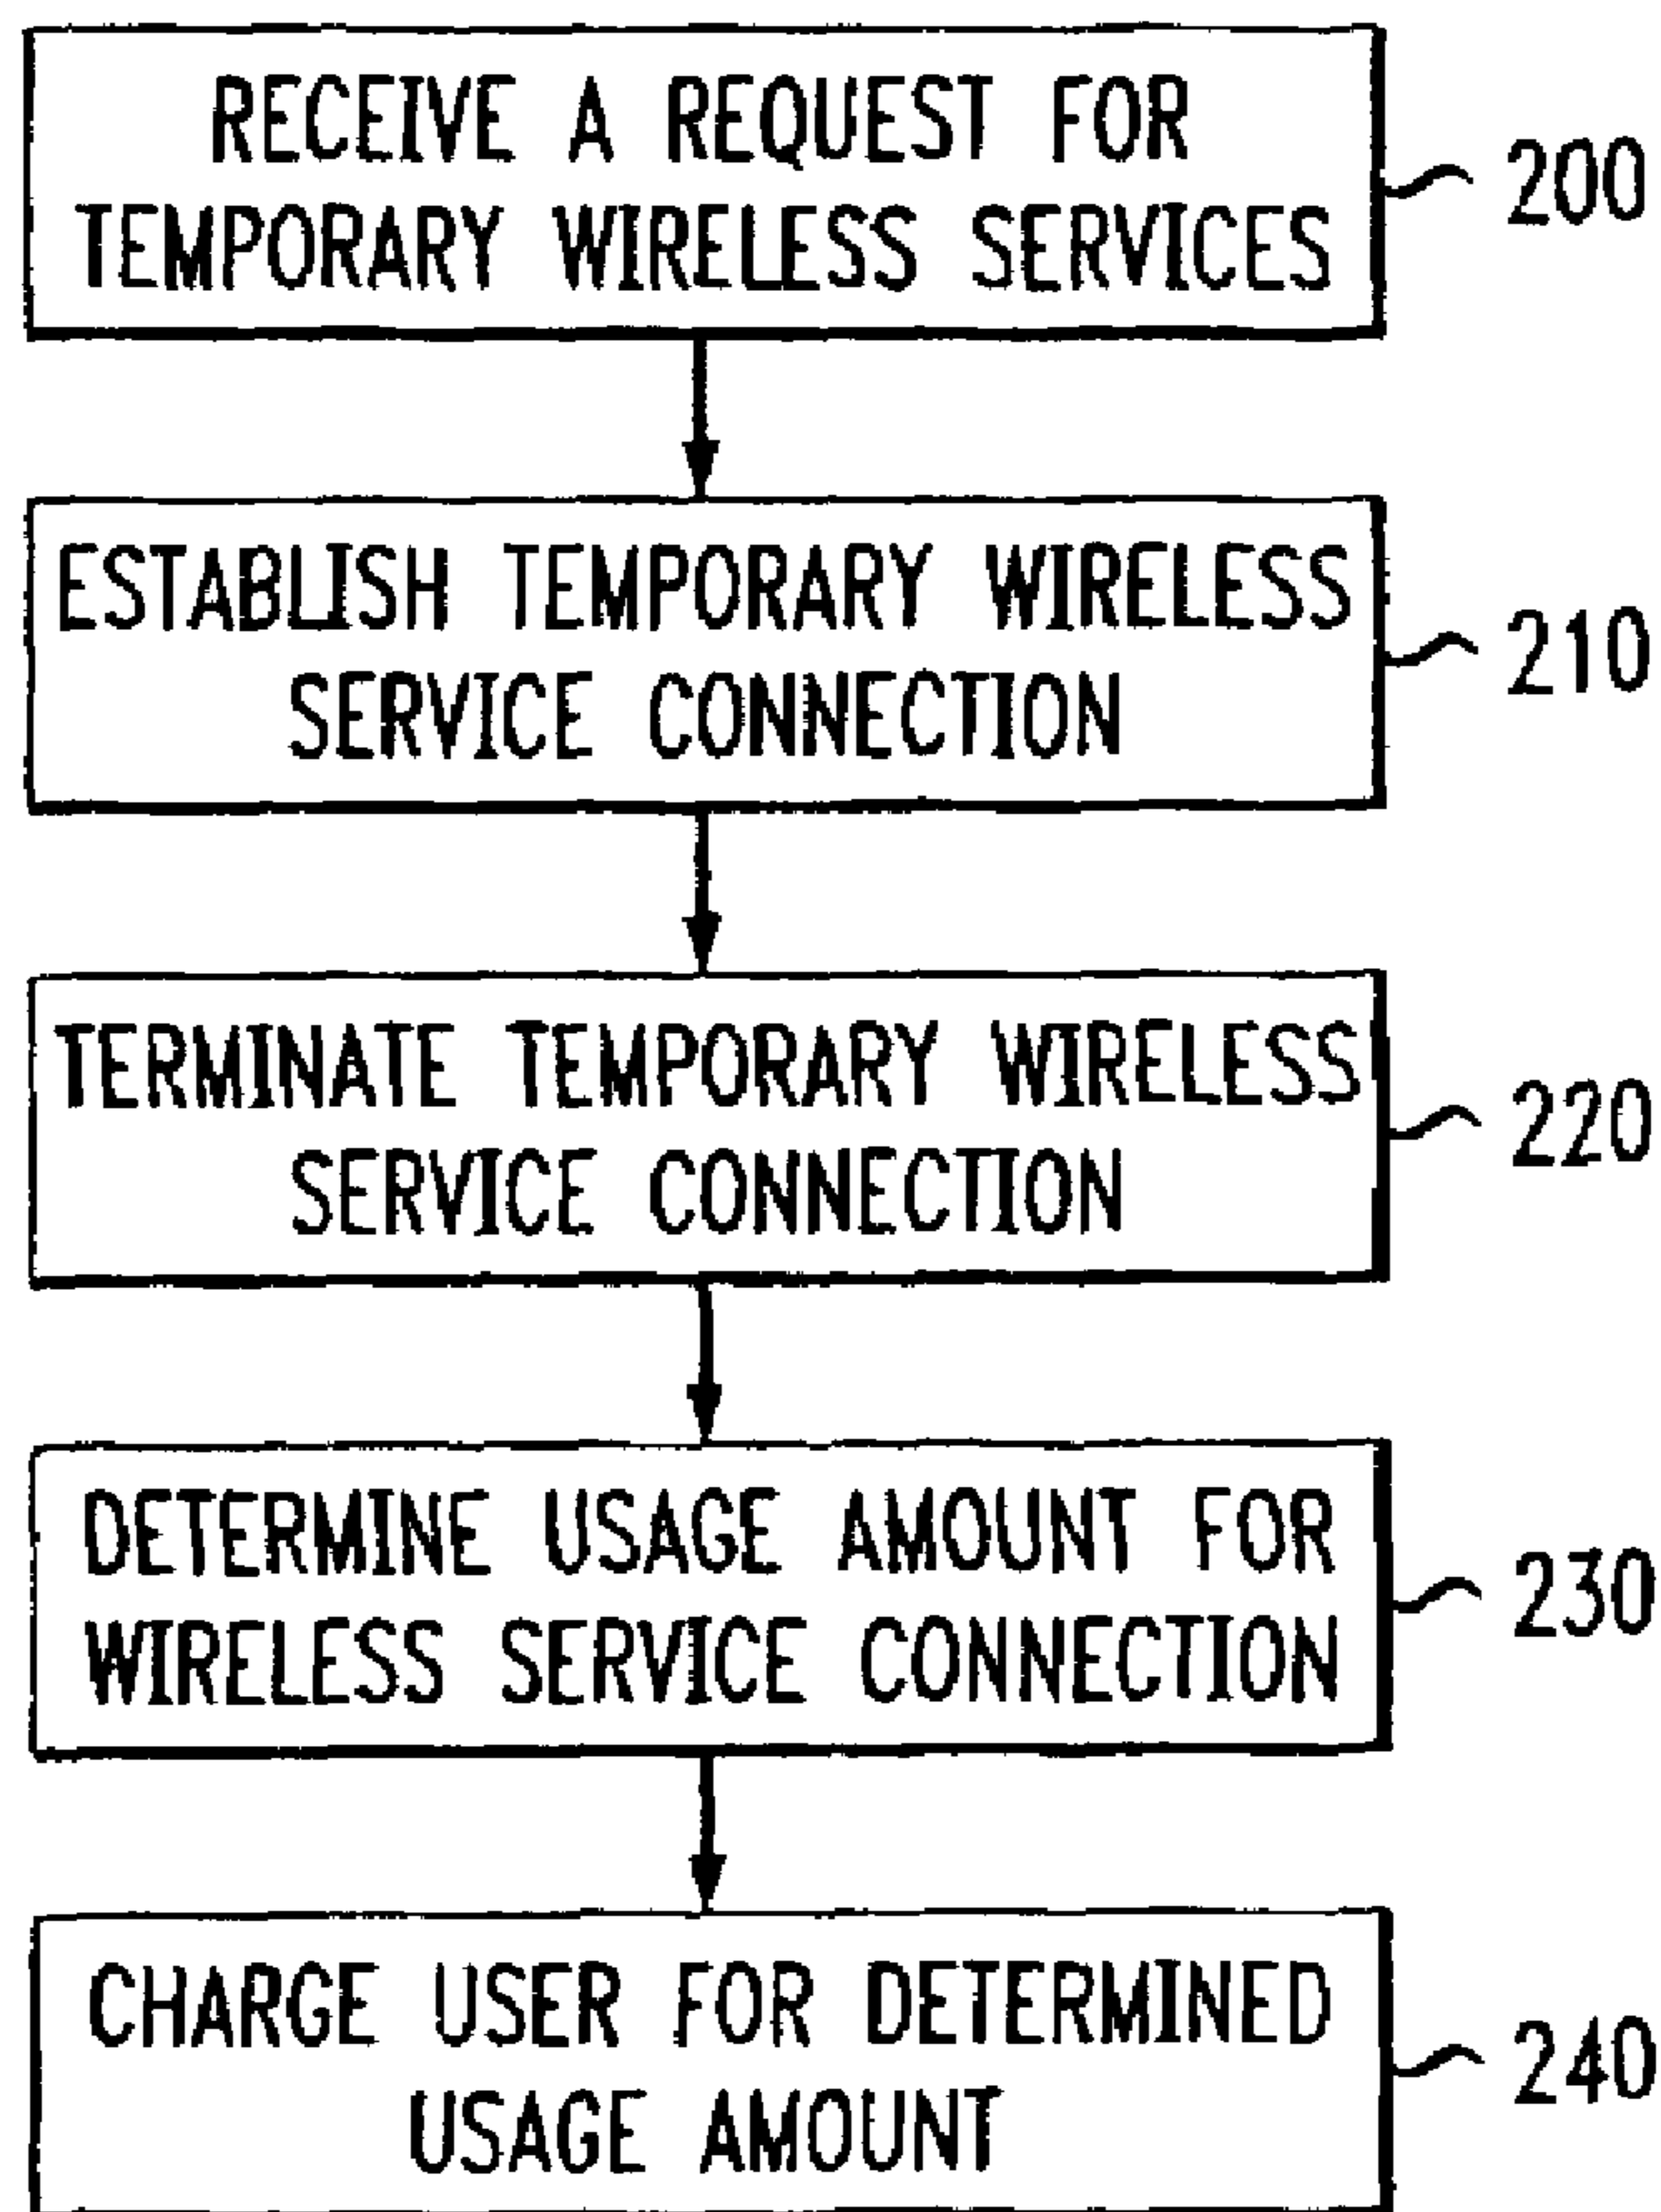 RECEIVE A REQUEST FOR
TEMPORARY WIRELESS SERVICES
200
ESTABLISH TEMPORARY WIRELESS
SERVICE CONNECTION
210
TERMINATE TEMPORARY WIRELESS
SERVICE CONNECTION
220
DETERMINE USAGE AMOUNT FOR
WIRELESS SERVICE CONNECTION
230
CHARGE USER FOR DETERMINED
USAGE AMOUNT
240